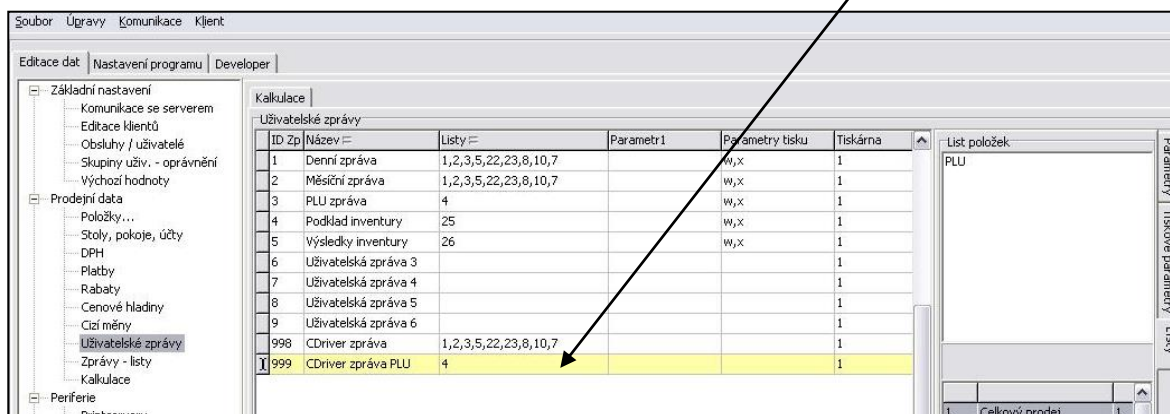 Soubor Úpravy Komunikace Klient
Editace dat Nastavení programu Developer
Základní nastavení
Komunikace se serverem
Editace klientů
Obsluhy / uživatelé
Skupiny uživ. - oprávnění
Výchozí hodnoty
Prodejní data
Položky...
Stoly, pokoje, účty
DPH
Platby
Rabaty
Cenové hladiny
Cizí měny
Uživatelské zprávy
Zprávy - listy
Kalkulace
Periferie
Kalkulace
Uživatelské zprávy
ID Zp Název Listy Parametr1 Parametry tisku Tiskárna
1 Denní zpráva 1,2,3,5,22,23,8,10,7 w,x 1
2 Měsíční zpráva 1,2,3,5,22,23,8,10,7 w,x 1
3 PLU zpráva 4 w,x 1
4 Podklad inventury 25 w,x 1
5 Výsledky inventury 26 w,x 1
6 Uživatelská zpráva 3 1
7 Uživatelská zpráva 4 1
8 Uživatelská zpráva 5 1
9 Uživatelská zpráva 6 1
998 CDriver zpráva 1,2,3,5,22,23,8,10,7 1
999 CDriver zpráva PLU 4 1
List položek
PLU
1 Celkový prodej 1
Parametry
Tiskové parametry
Listy